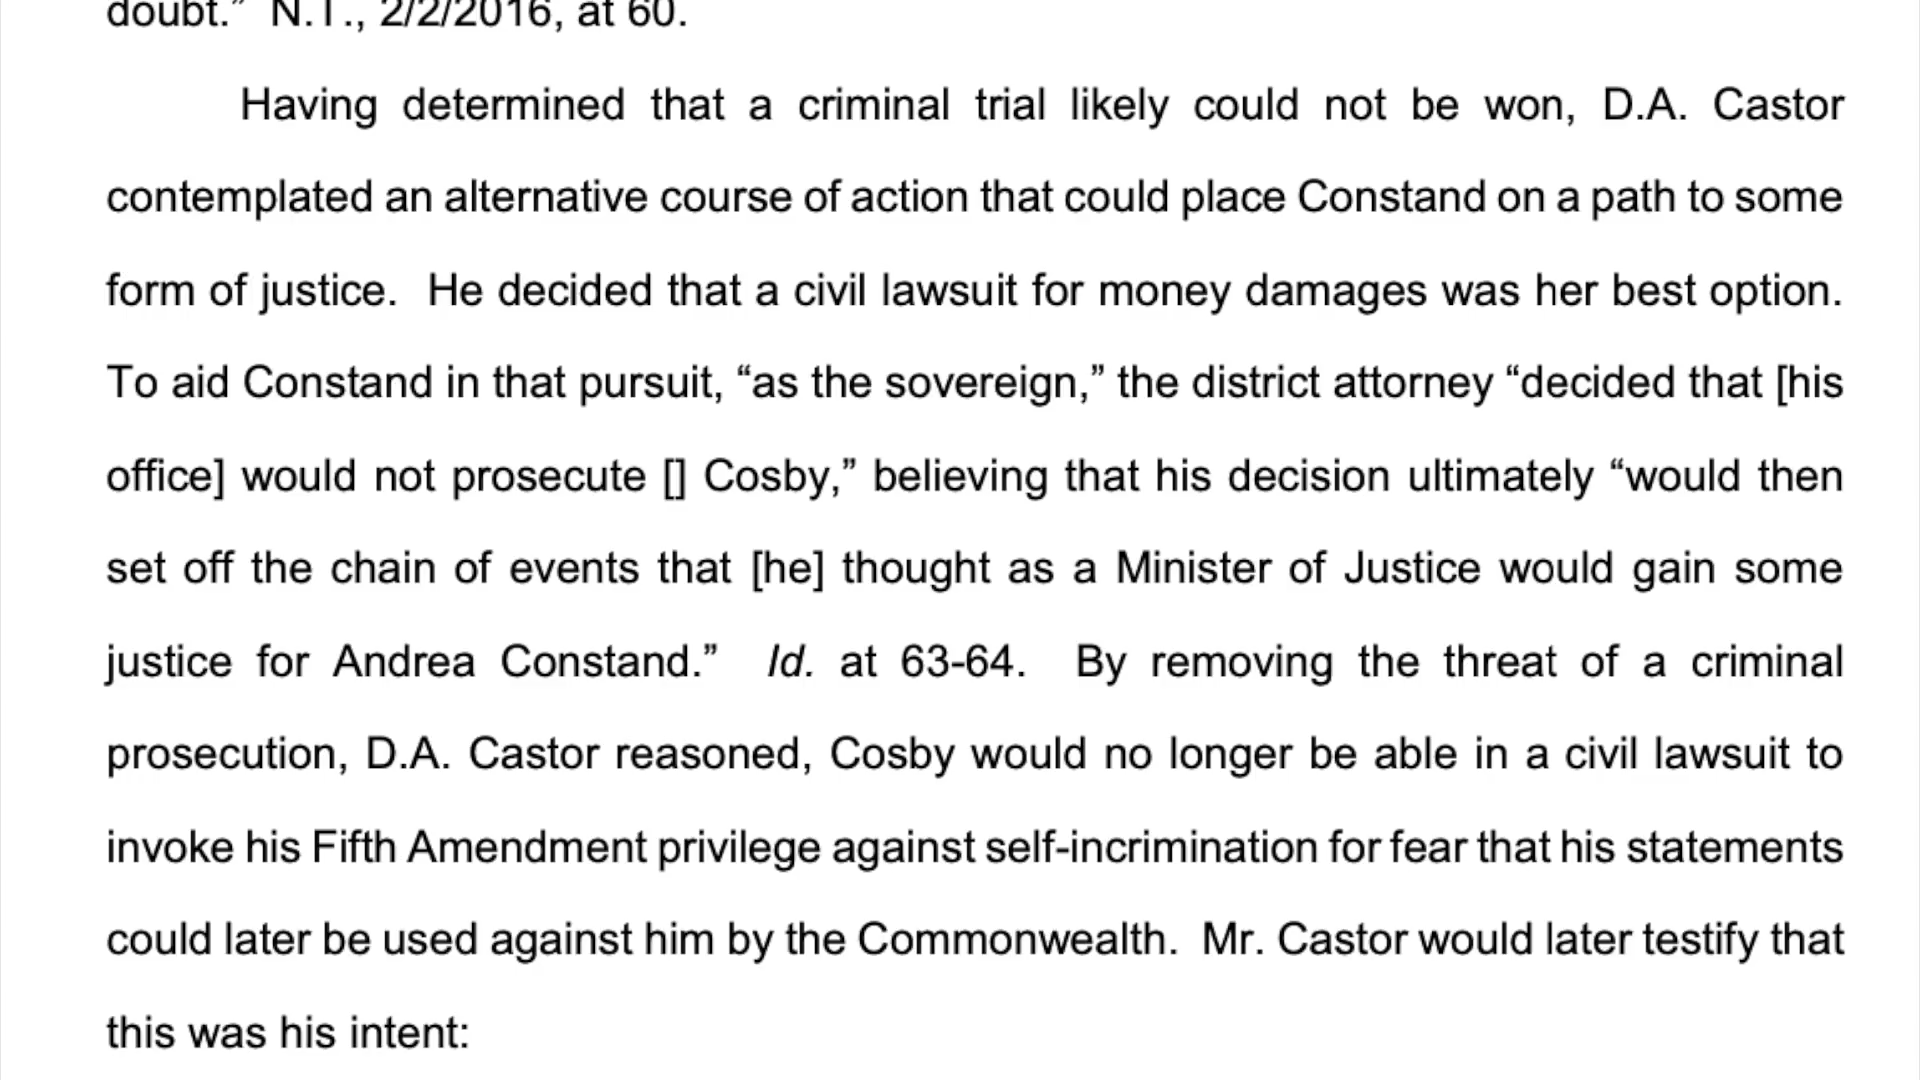 doubt.” N.T., 2/2/2016, at 60.
Having determined that a criminal trial likely could not be won, D.A. Castor
contemplated an alternative course of action that could place Constand on a path to some
form of justice. He decided that a civil lawsuit for money damages was her best option.
To aid Constand in that pursuit, “as the sovereign,” the district attorney “decided that [his
office] would not prosecute [] Cosby,” believing that his decision ultimately “would then
set off the chain of events that [he] thought as a Minister of Justice would gain some
justice for Andrea Constand.” Id. at 63-64. By removing the threat of a criminal
prosecution, D.A. Castor reasoned, Cosby would no longer be able in a civil lawsuit to
invoke his Fifth Amendment privilege against self-incrimination for fear that his statements
could later be used against him by the Commonwealth. Mr. Castor would later testify that
this was his intent: